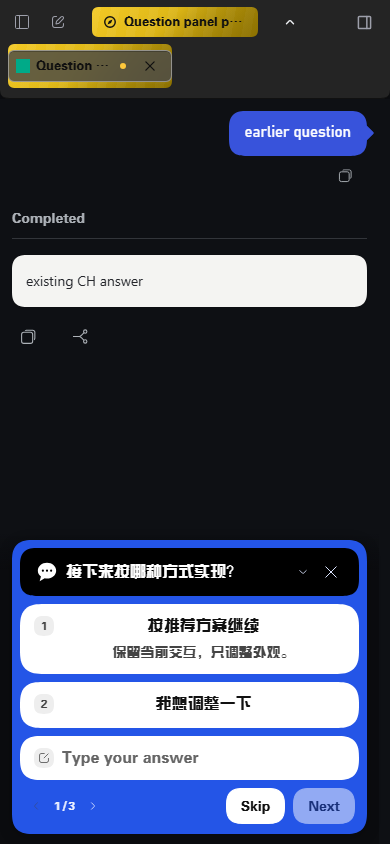 Question panel p···
Question ···
earlier question
Completed
existing CH answer
接下来按哪种方式实现？
1
按推荐方案继续
保留当前交互，只调整外观。
2
我想调整一下
Type your answer
1/3
Skip
Next